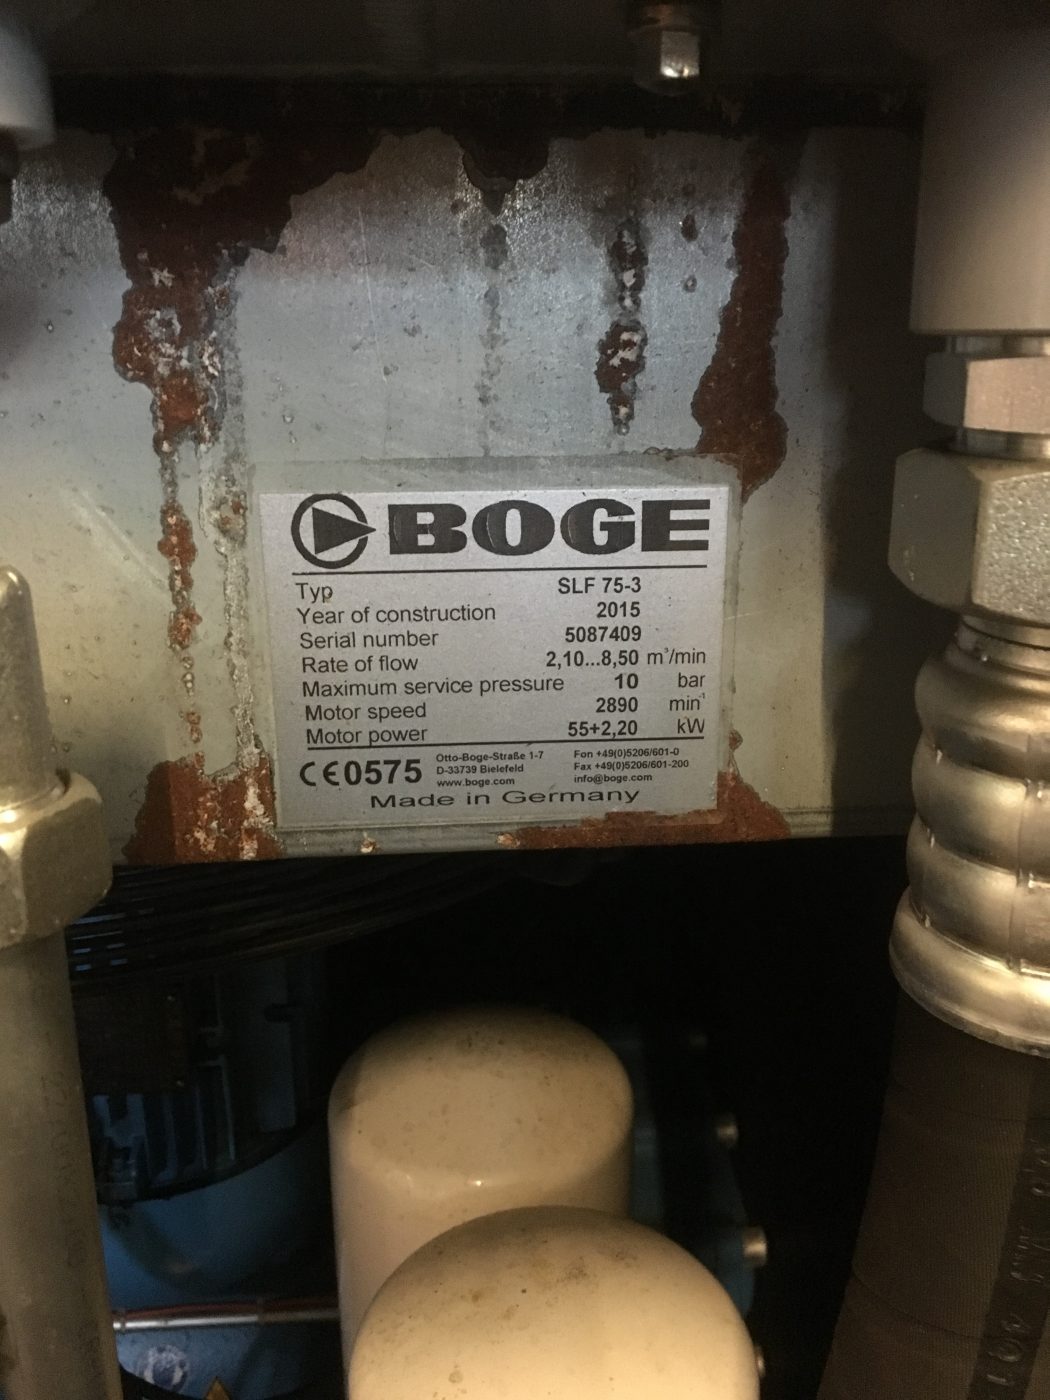 BOGE
Typ SLF 75-3
Year of construction 2015
Serial number 5087409
Rate of flow 2,10...8,50 m³/min
Maximum service pressure 10 bar
Motor speed 2890 min⁻¹
Motor power 55+2,20 kW
CE0575
Otto-Boge-Straße 1-7
D-33739 Bielefeld
www.boge.com
Fon +49(0)5206/601-0
Fax +49(0)5206/601-200
info@boge.com
Made in Germany